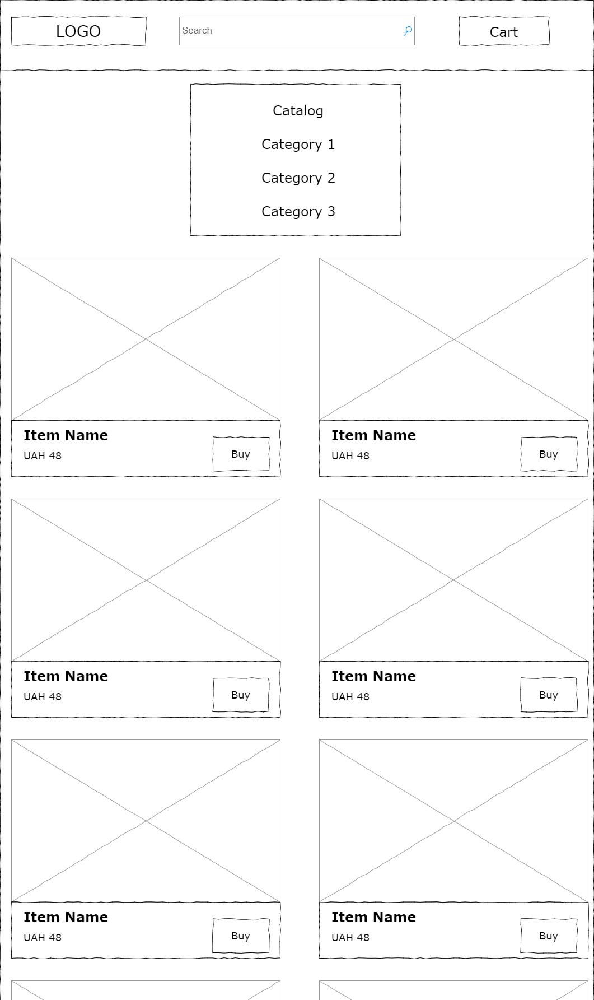 LOGO
Search
Cart
Catalog
Category 1
Category 2
Category 3
Item Name
UAH 48
Buy
Item Name
UAH 48
Buy
Item Name
UAH 48
Buy
Item Name
UAH 48
Buy
Item Name
UAH 48
Buy
Item Name
UAH 48
Buy